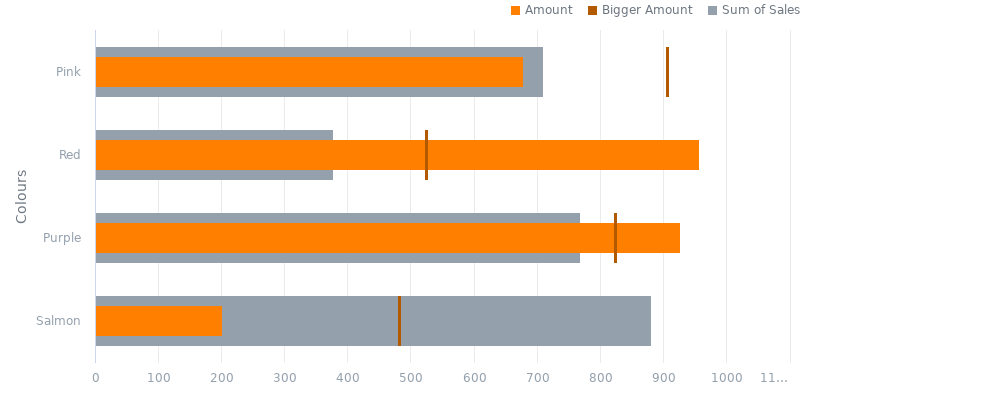 Amount Bigger Amount Sum of Sales
Colours
Pink
Red
Purple
Salmon
0 100 200 300 400 500 600 700 800 900 1000 11...